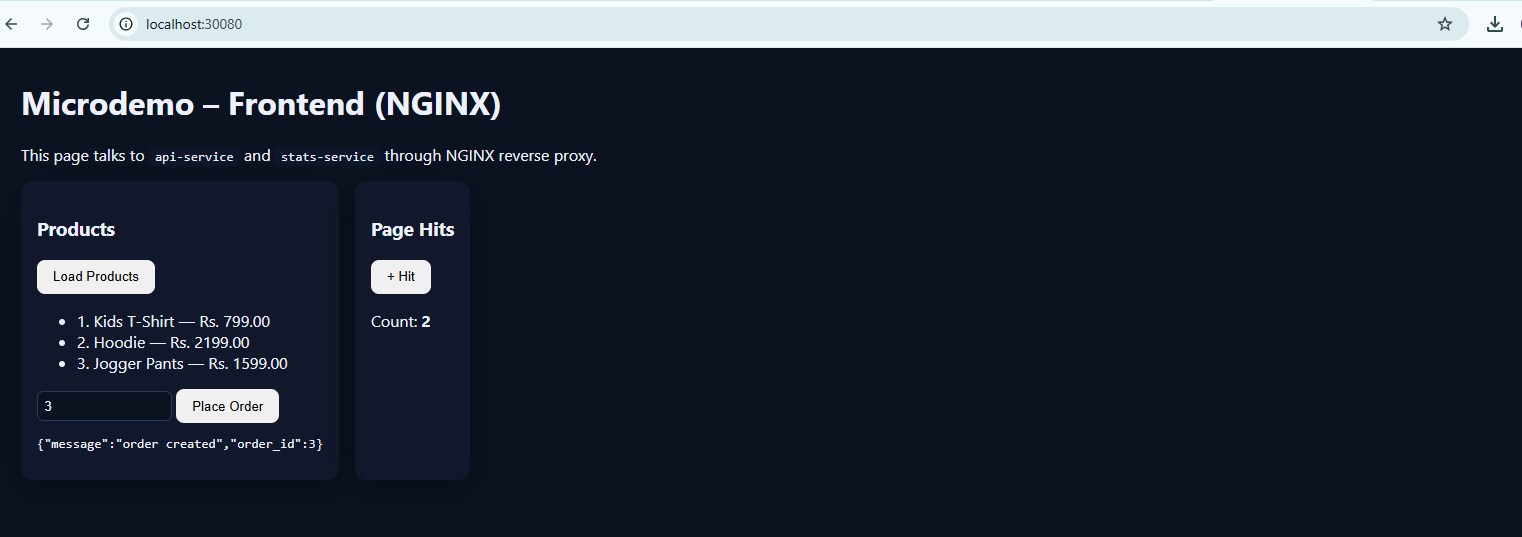 localhost:30080
Microdemo – Frontend (NGINX)
This page talks to api-service and stats-service through NGINX reverse proxy.
Products
Load Products
• 1. Kids T-Shirt — Rs. 799.00
• 2. Hoodie — Rs. 2199.00
• 3. Jogger Pants — Rs. 1599.00
3
Place Order
{"message":"order created","order_id":3}
Page Hits
+ Hit
Count: 2